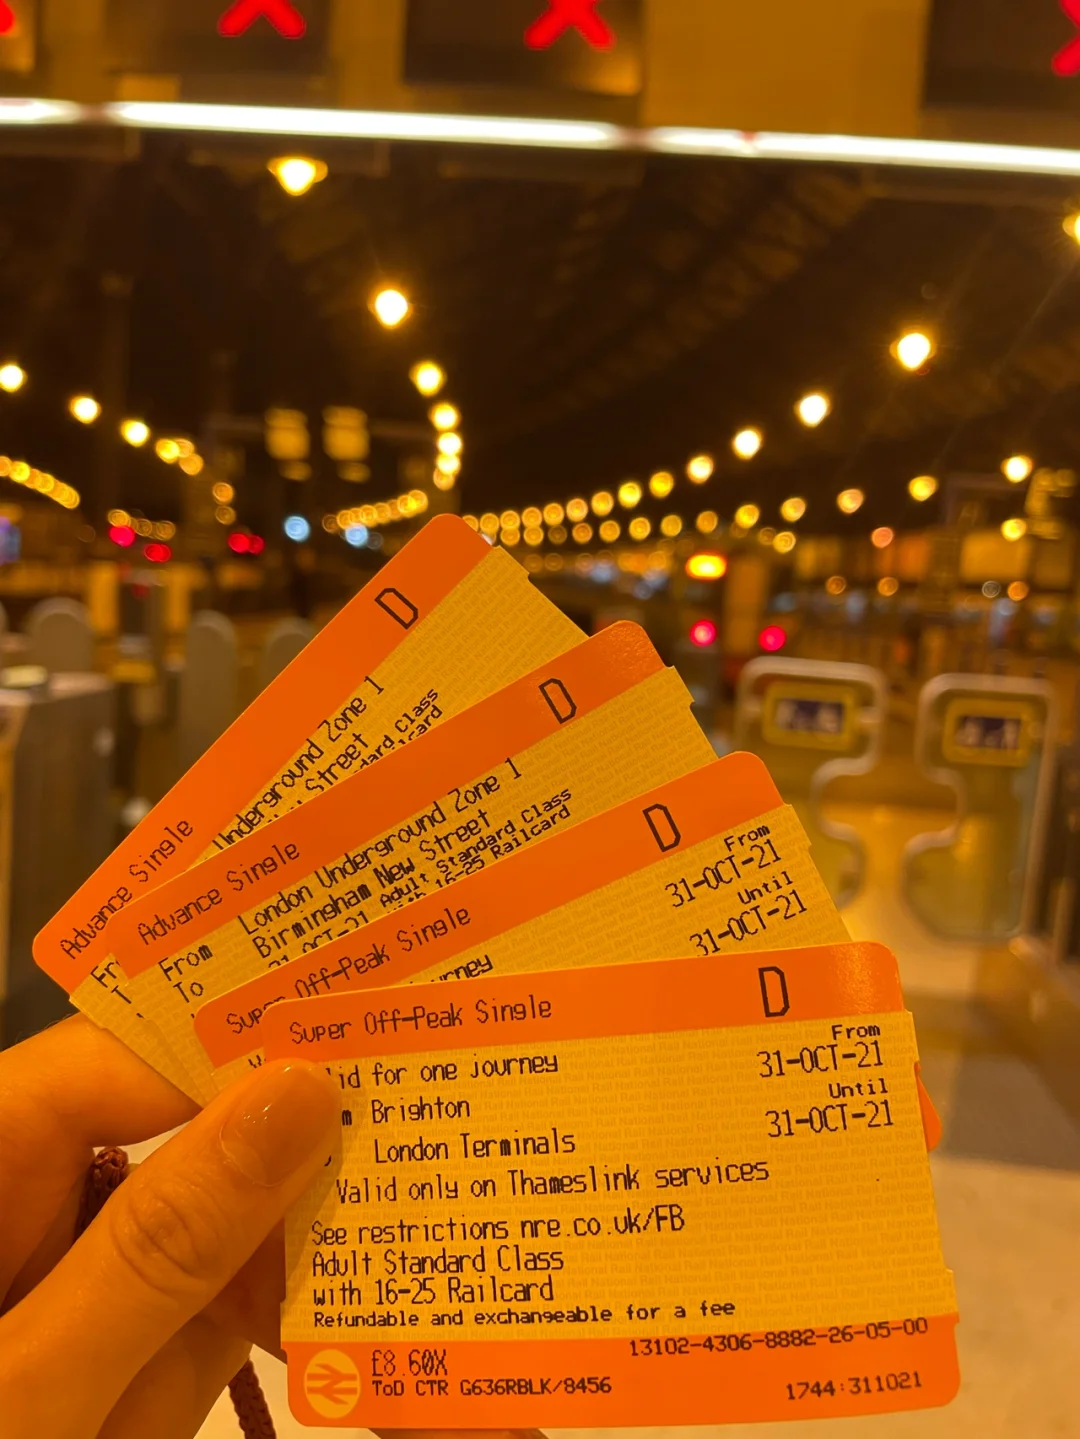 D
Advance Single
Underground Zone 1
Street
D
Advance Single
From London Underground Zone 1
To Birmingham New Street
Adult Standard Class
16-25 Railcard
D
Super Off-Peak Single
From
31-OCT-21
Until
31-OCT-21
D
Super Off-Peak Single
From
for one journey 31-OCT-21
Until
Brighton 31-OCT-21
London Terminals
Valid only on Thameslink services
See restrictions nre.co.uk/FB
Adult Standard Class
with 16-25 Railcard
Refundable and exchangeable for a fee
£8.60X 13102-4306-8882-26-05-00
ToD CTR G636RBLK/8456 1744:311021